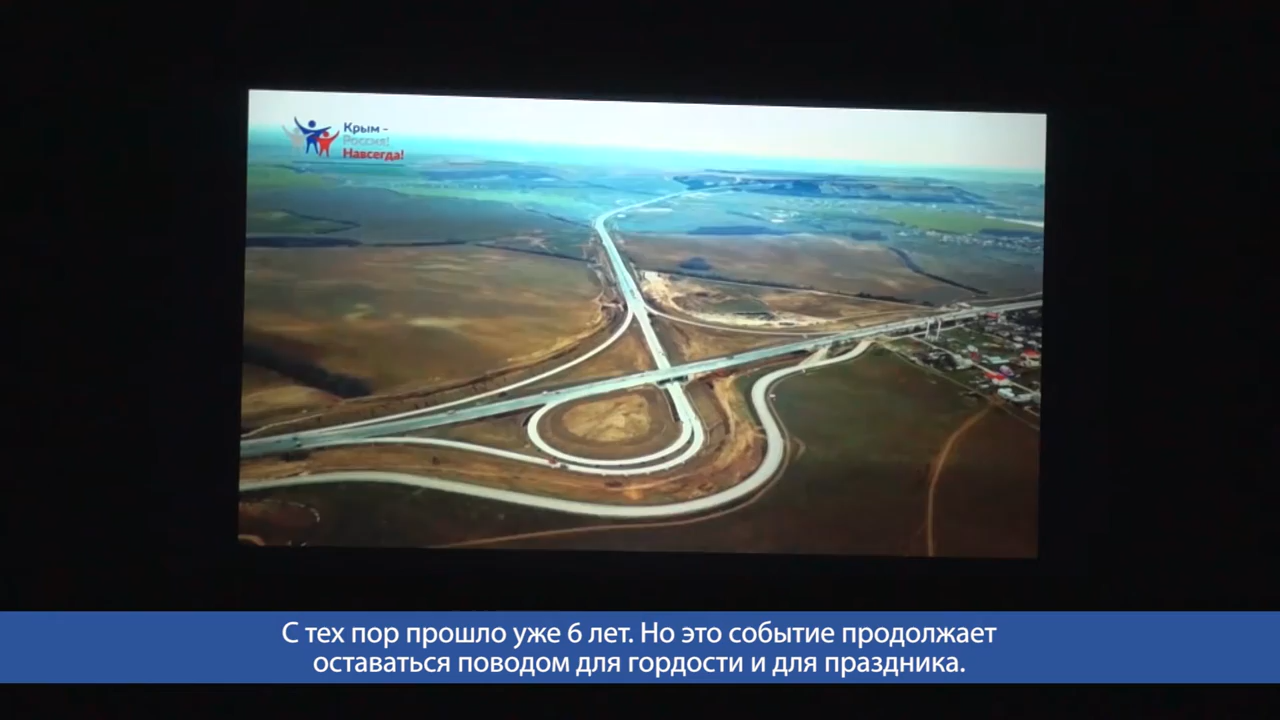 Крым -
Россия!
Навсегда!
С тех пор прошло уже 6 лет. Но это событие продолжает
оставаться поводом для гордости и для праздника.